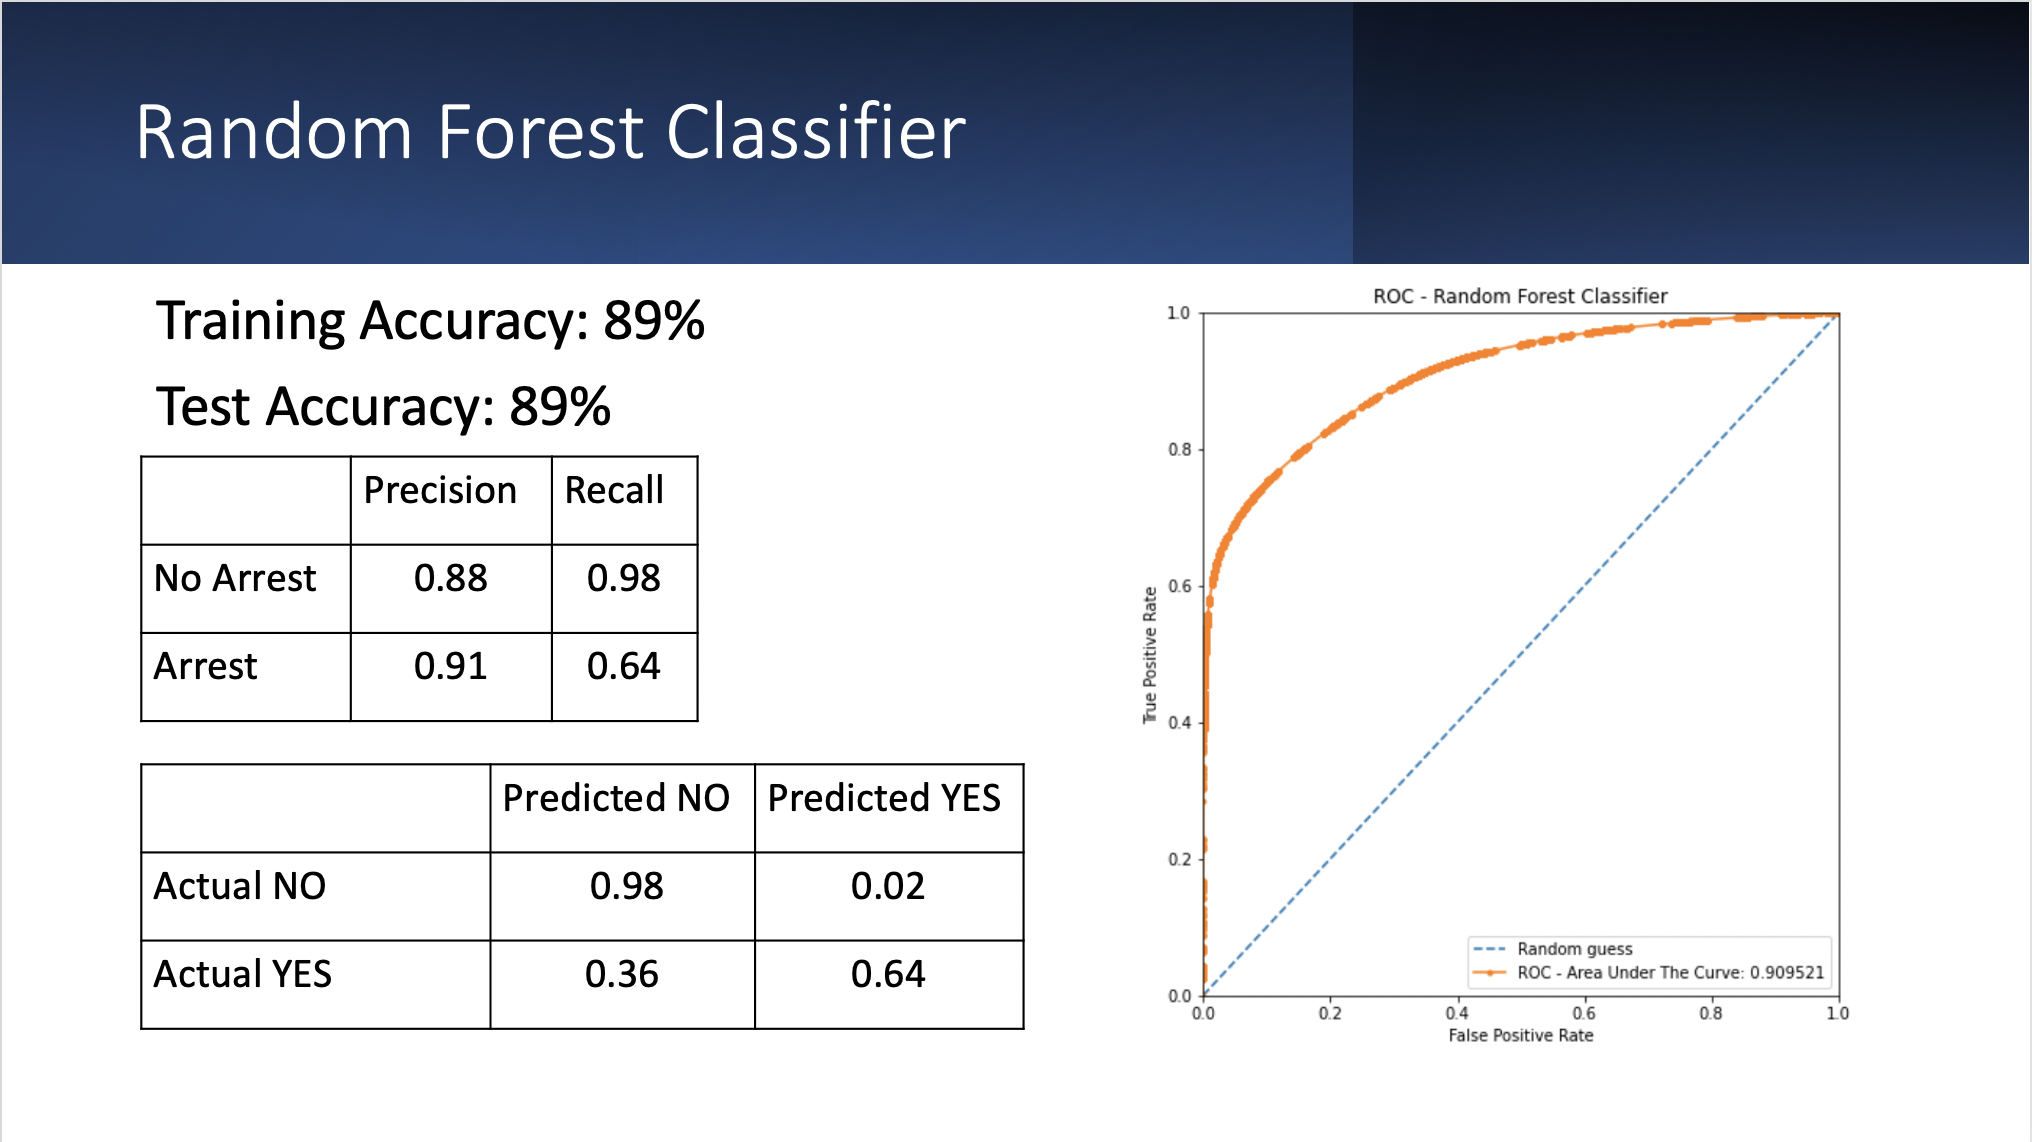 Random Forest Classifier
Training Accuracy: 89%
Test Accuracy: 89%
Precision Recall
No Arrest 0.88 0.98
Arrest 0.91 0.64
Predicted NO Predicted YES
Actual NO 0.98 0.02
Actual YES 0.36 0.64
ROC - Random Forest Classifier
1.0
0.8
0.6
0.4
0.2
0.0
True Positive Rate
Random guess
ROC - Area Under The Curve: 0.909521
0.0 0.2 0.4 0.6 0.8 1.0
False Positive Rate